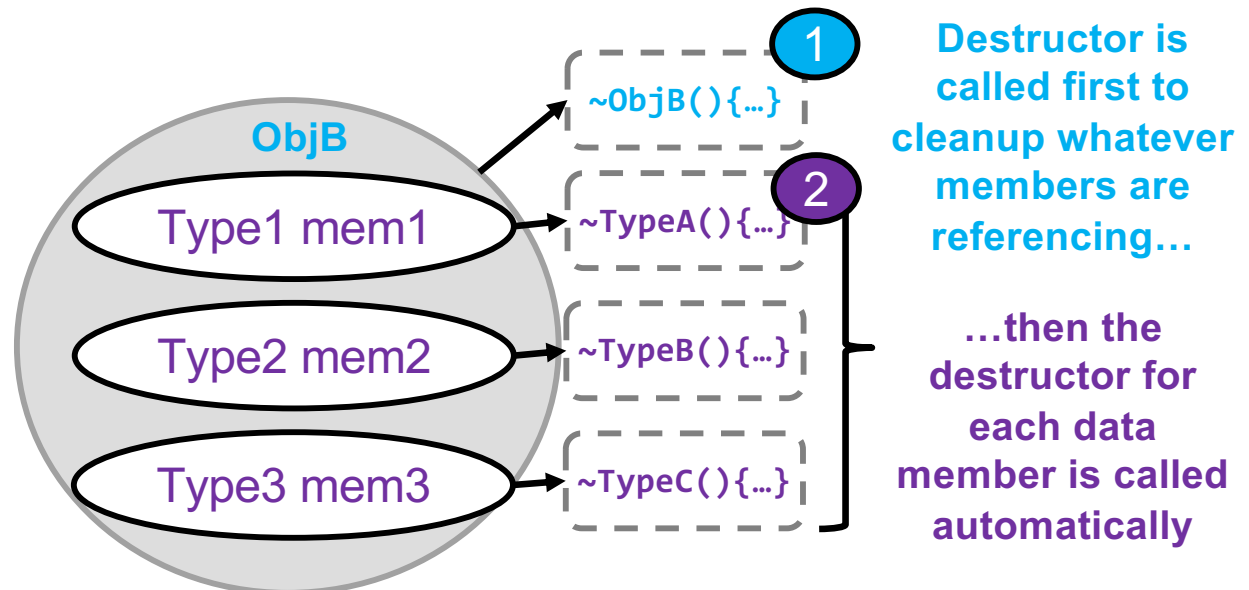 1
~ObjB(){…}
ObjB
2
Type1 mem1
~TypeA(){…}
Type2 mem2
~TypeB(){…}
Type3 mem3
~TypeC(){…}
Destructor is
called first to
cleanup whatever
members are
referencing…
…then the
destructor for
each data
member is called
automatically